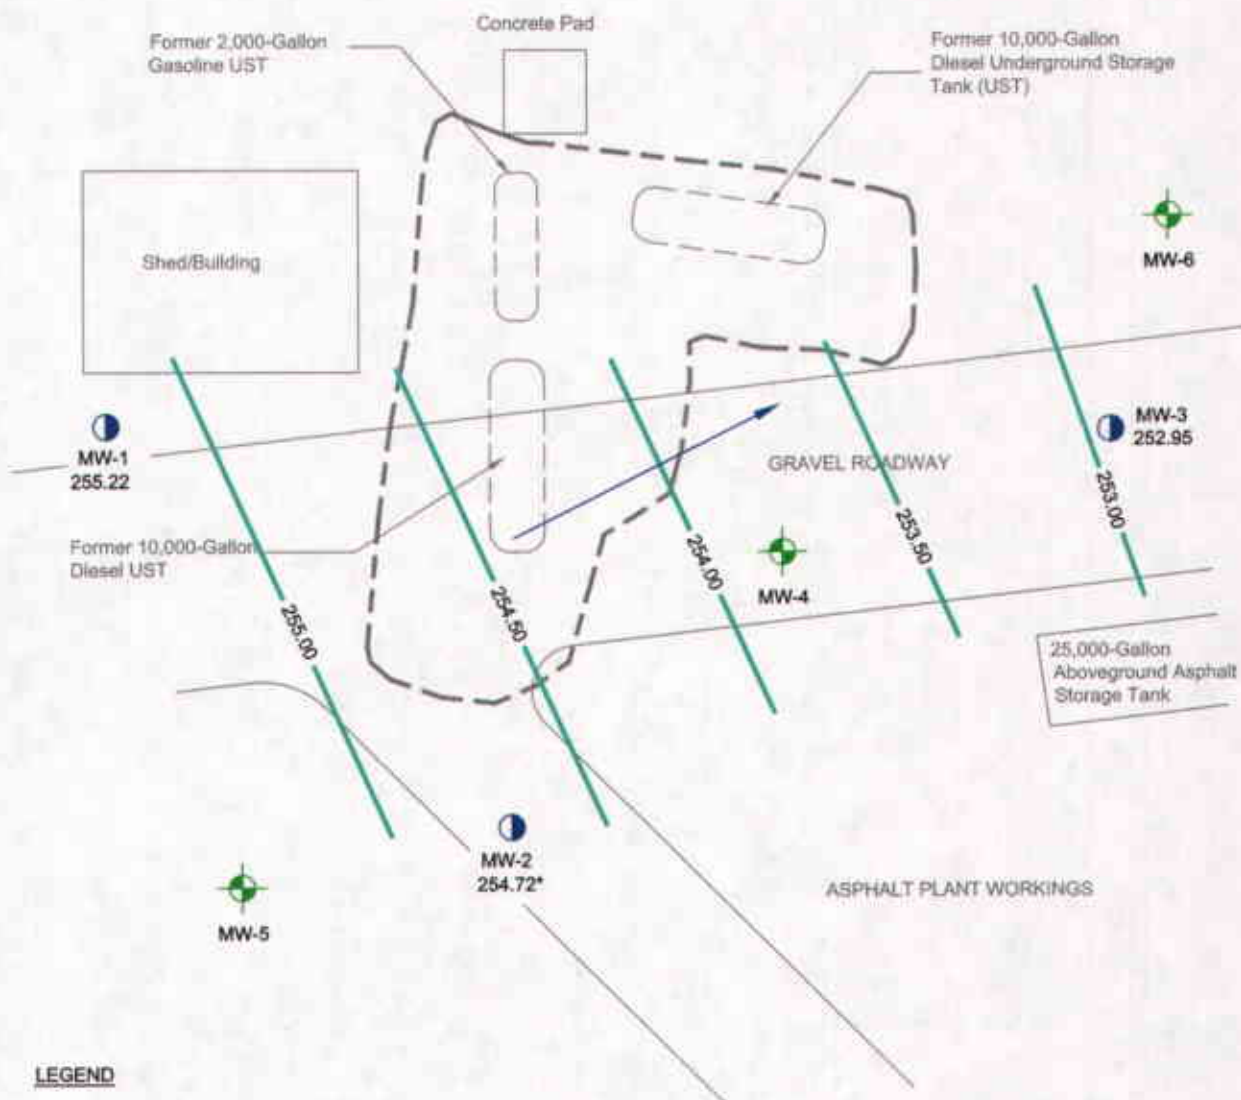 Concrete Pad
Former 2,000-Gallon
Gasoline UST
Former 10,000-Gallon
Diesel Underground Storage
Tank (UST)
Shed/Building
MW-6
MW-1
255.22
MW-3
252.95
GRAVEL ROADWAY
253.00
253.50
254.00
Former 10,000-Gallon
Diesel UST
MW-4
254.50
255.00
25,000-Gallon
Aboveground Asphalt
Storage Tank
MW-2
254.72*
ASPHALT PLANT WORKINGS
MW-5
LEGEND